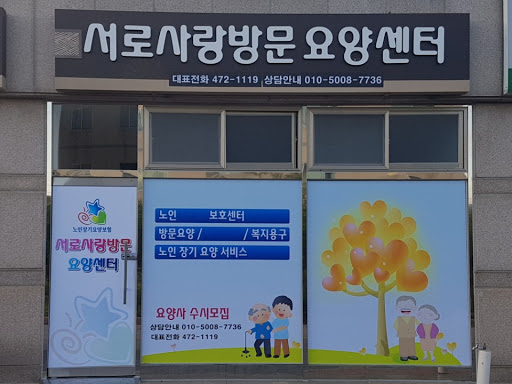 서로사랑방문 요양센터
대표전화 472-1119 상담안내 010-5008-7736
노인장기요양보험
서로사랑방문
요양센터
노인 보호센터
방문요양 / / 복지용구
노인 장기 요양 서비스
요양사 수시모집
상담안내 010-5008-7736
대표전화 472-1119